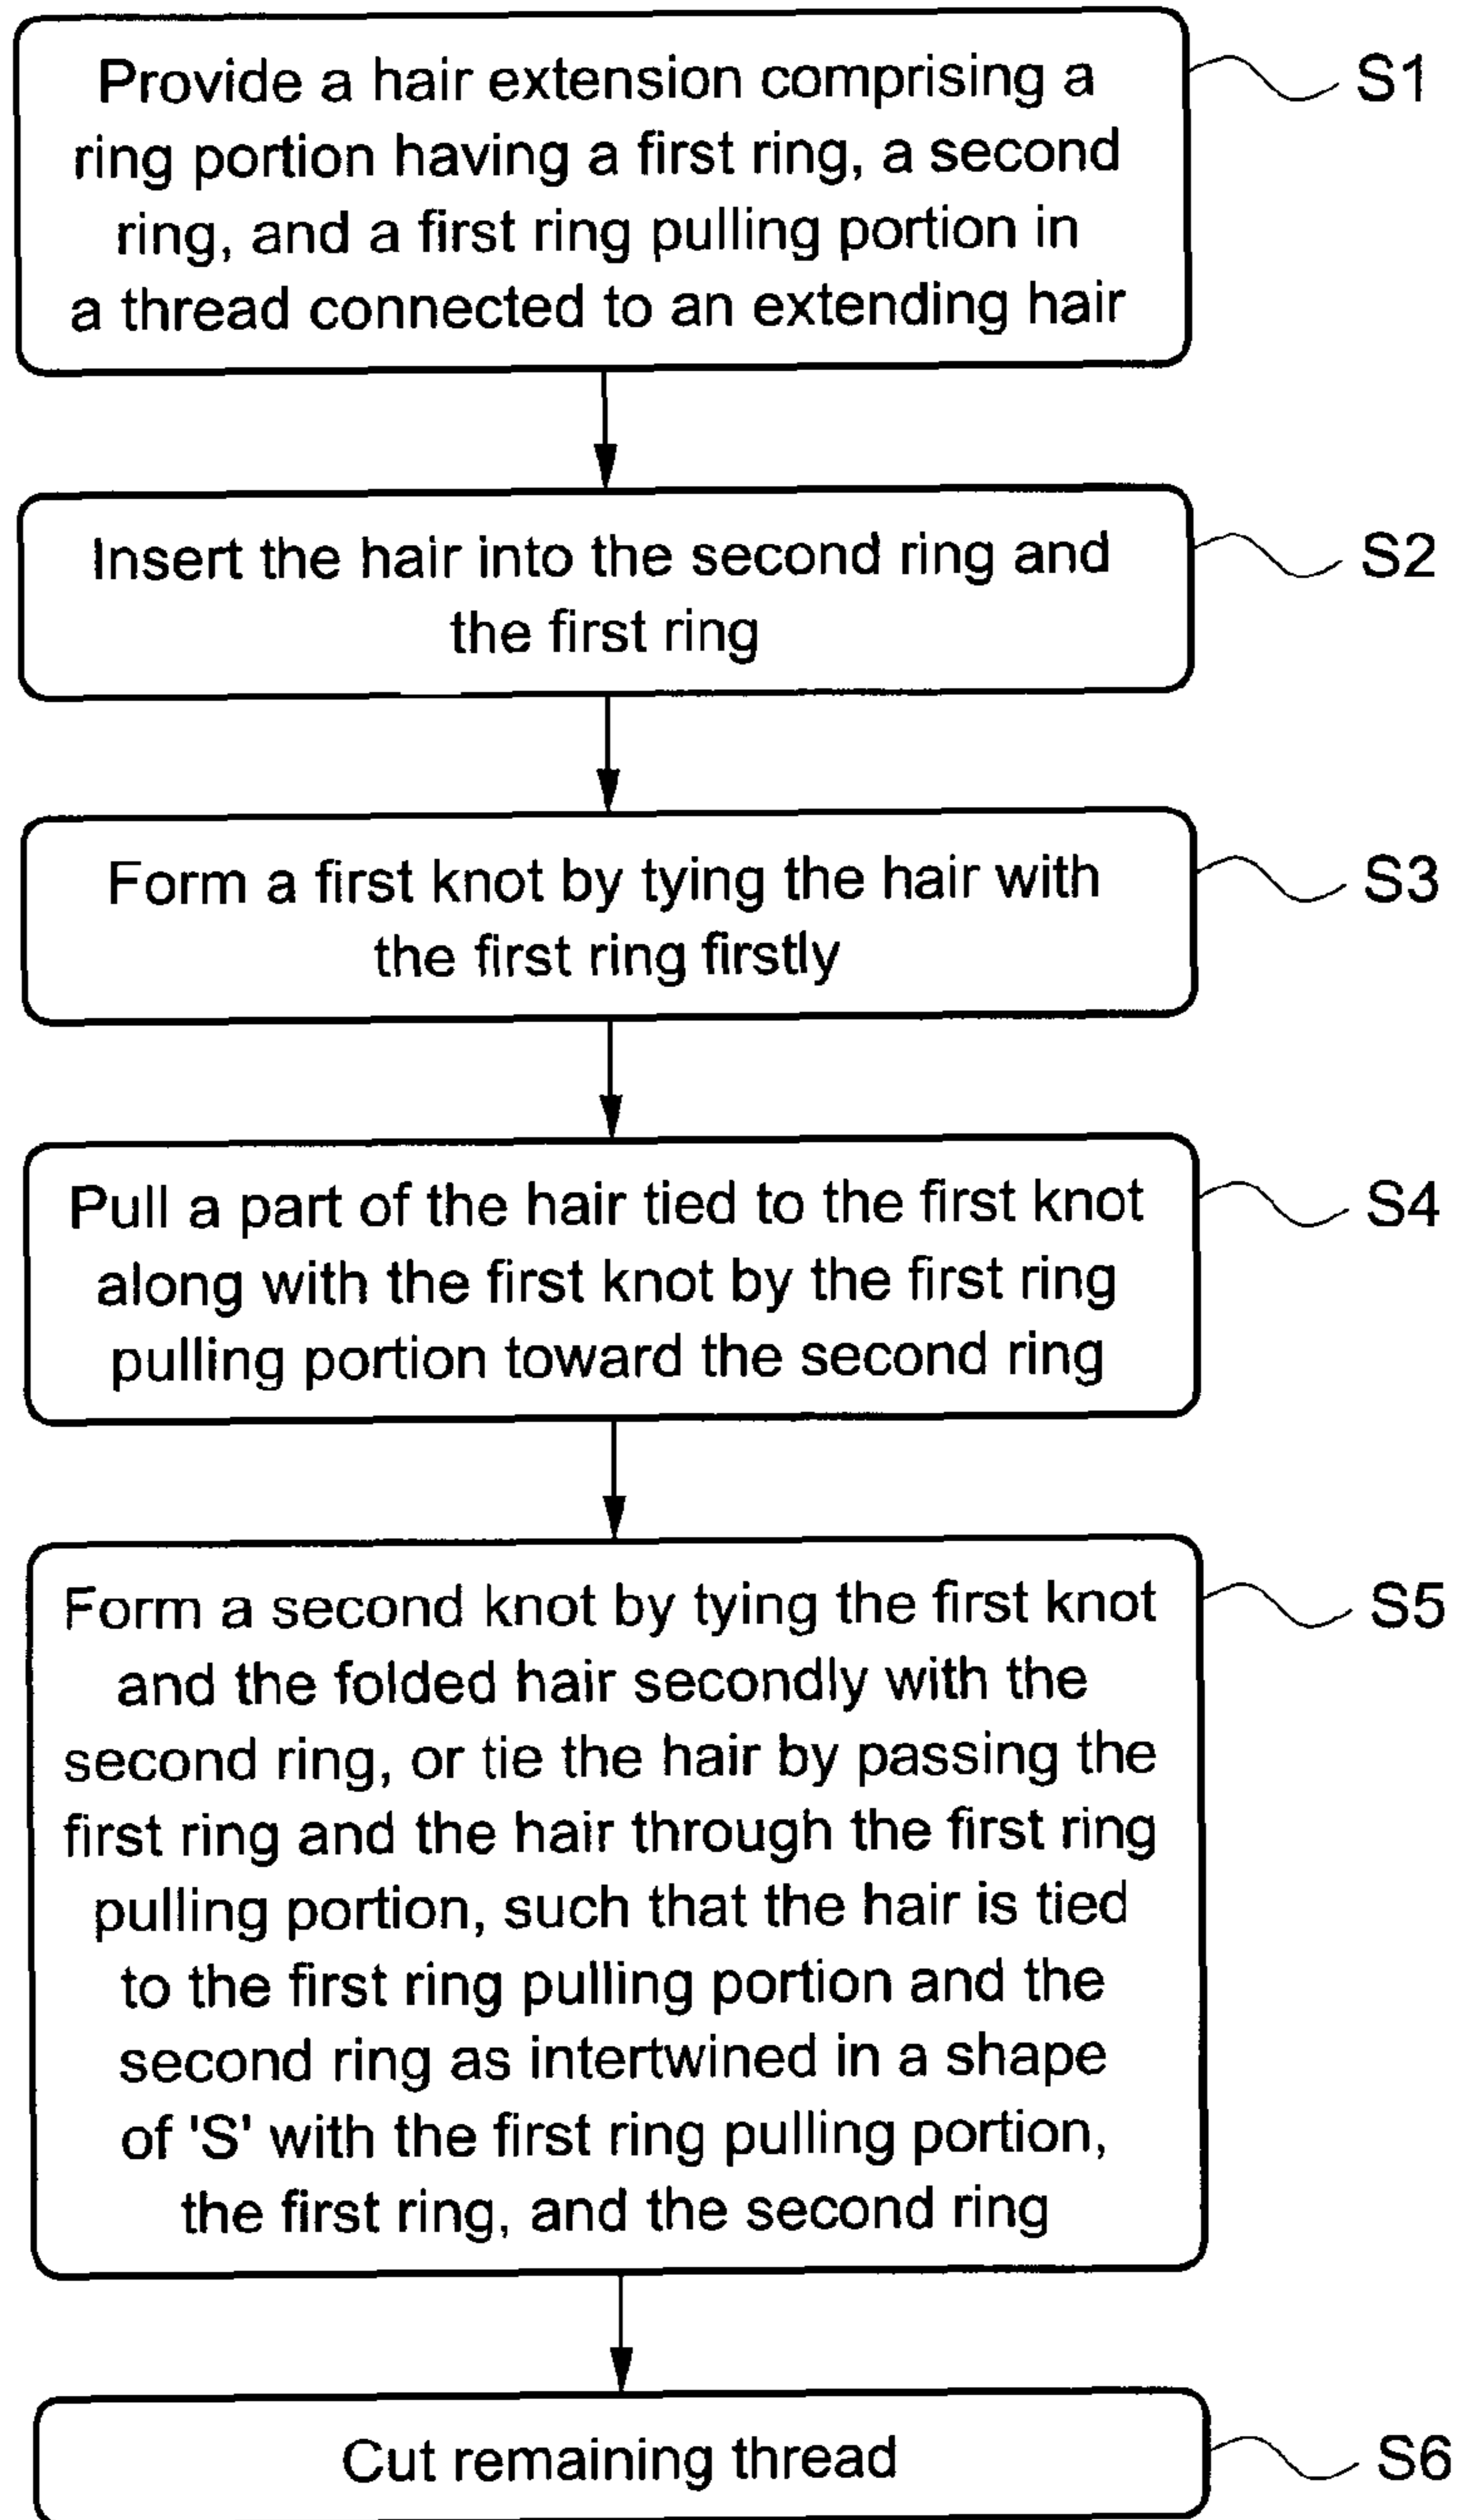 Provide a hair extension comprising a
ring portion having a first ring, a second
ring, and a first ring pulling portion in
a thread connected to an extending hair
S1
Insert the hair into the second ring and
the first ring
S2
Form a first knot by tying the hair with
the first ring firstly
S3
Pull a part of the hair tied to the first knot
along with the first knot by the first ring
pulling portion toward the second ring
S4
Form a second knot by tying the first knot
and the folded hair secondly with the
second ring, or tie the hair by passing the
first ring and the hair through the first ring
pulling portion, such that the hair is tied
to the first ring pulling portion and the
second ring as intertwined in a shape
of 'S' with the first ring pulling portion,
the first ring, and the second ring
S5
Cut remaining thread
S6